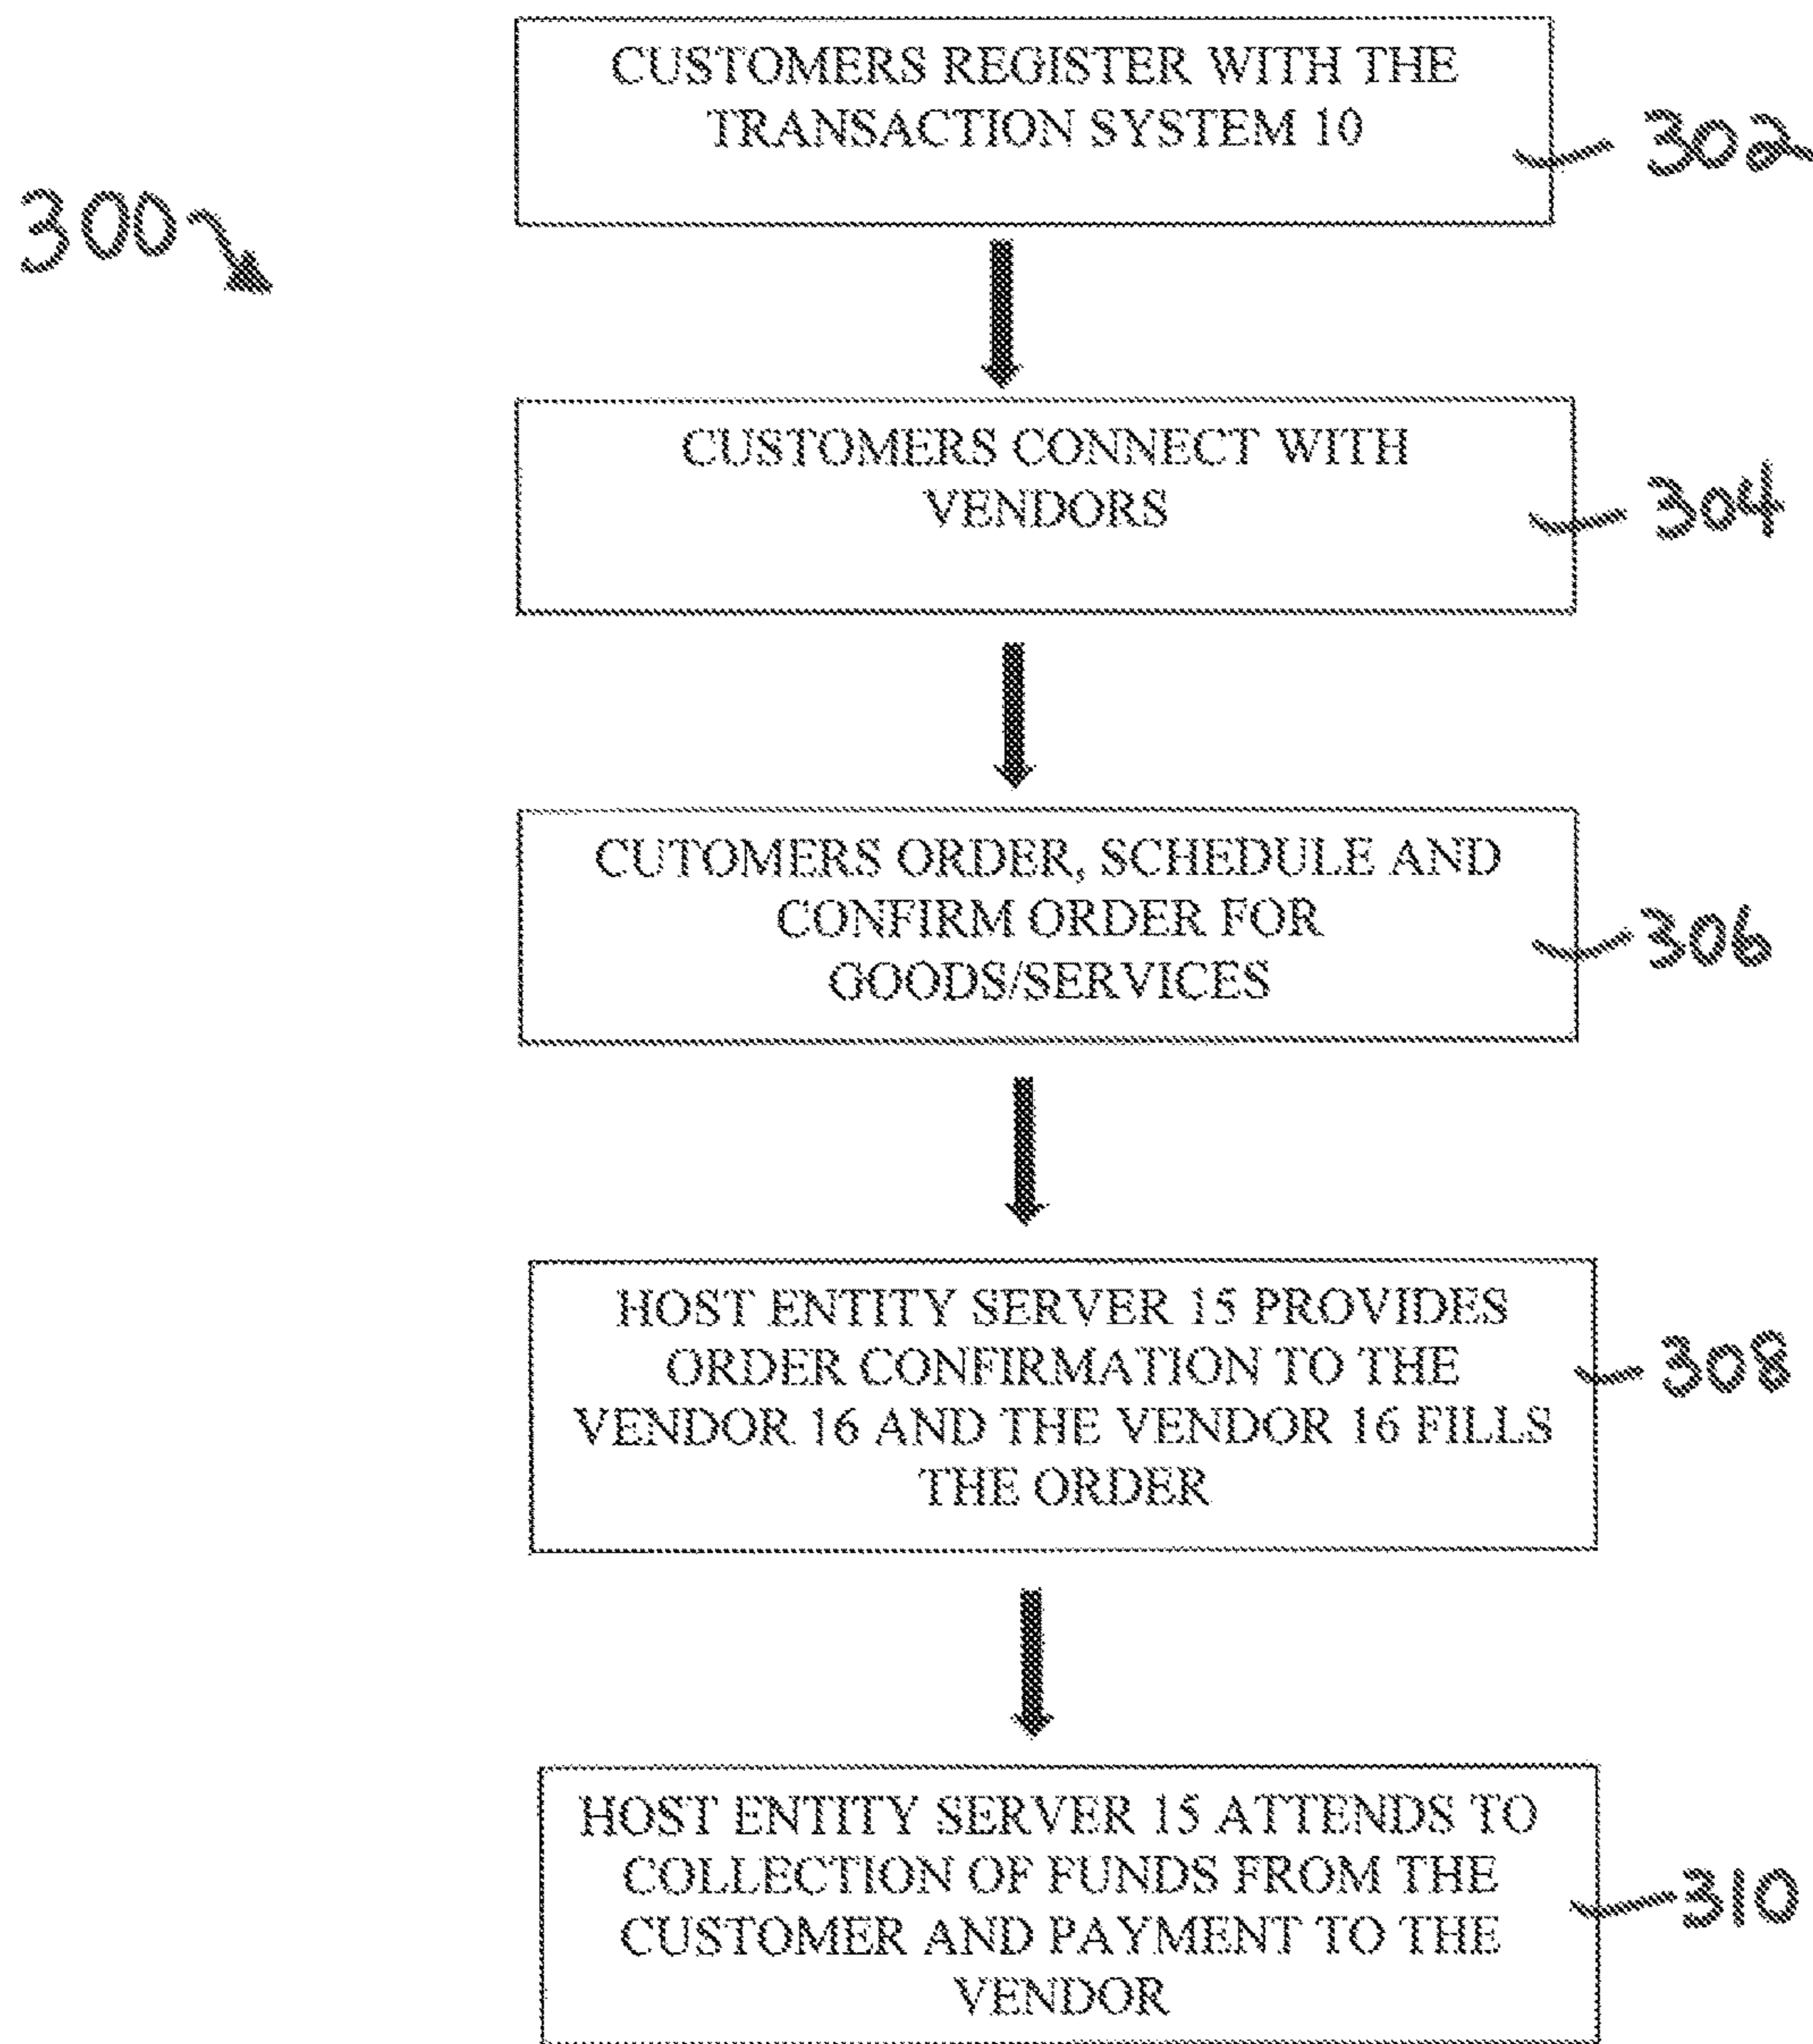 CUSTOMERS REGISTER WITH THE
TRANSACTION SYSTEM 10
302
300
CUSTOMERS CONNECT WITH
VENDORS
304
CUTOMERS ORDER, SCHEDULE AND
CONFIRM ORDER FOR
GOODS/SERVICES
306
HOST ENTITY SERVER 15 PROVIDES
ORDER CONFIRMATION TO THE
VENDOR 16 AND THE VENDOR 16 FILLS
THE ORDER
308
HOST ENTITY SERVER 15 ATTENDS TO
COLLECTION OF FUNDS FROM THE
CUSTOMER AND PAYMENT TO THE
VENDOR
310